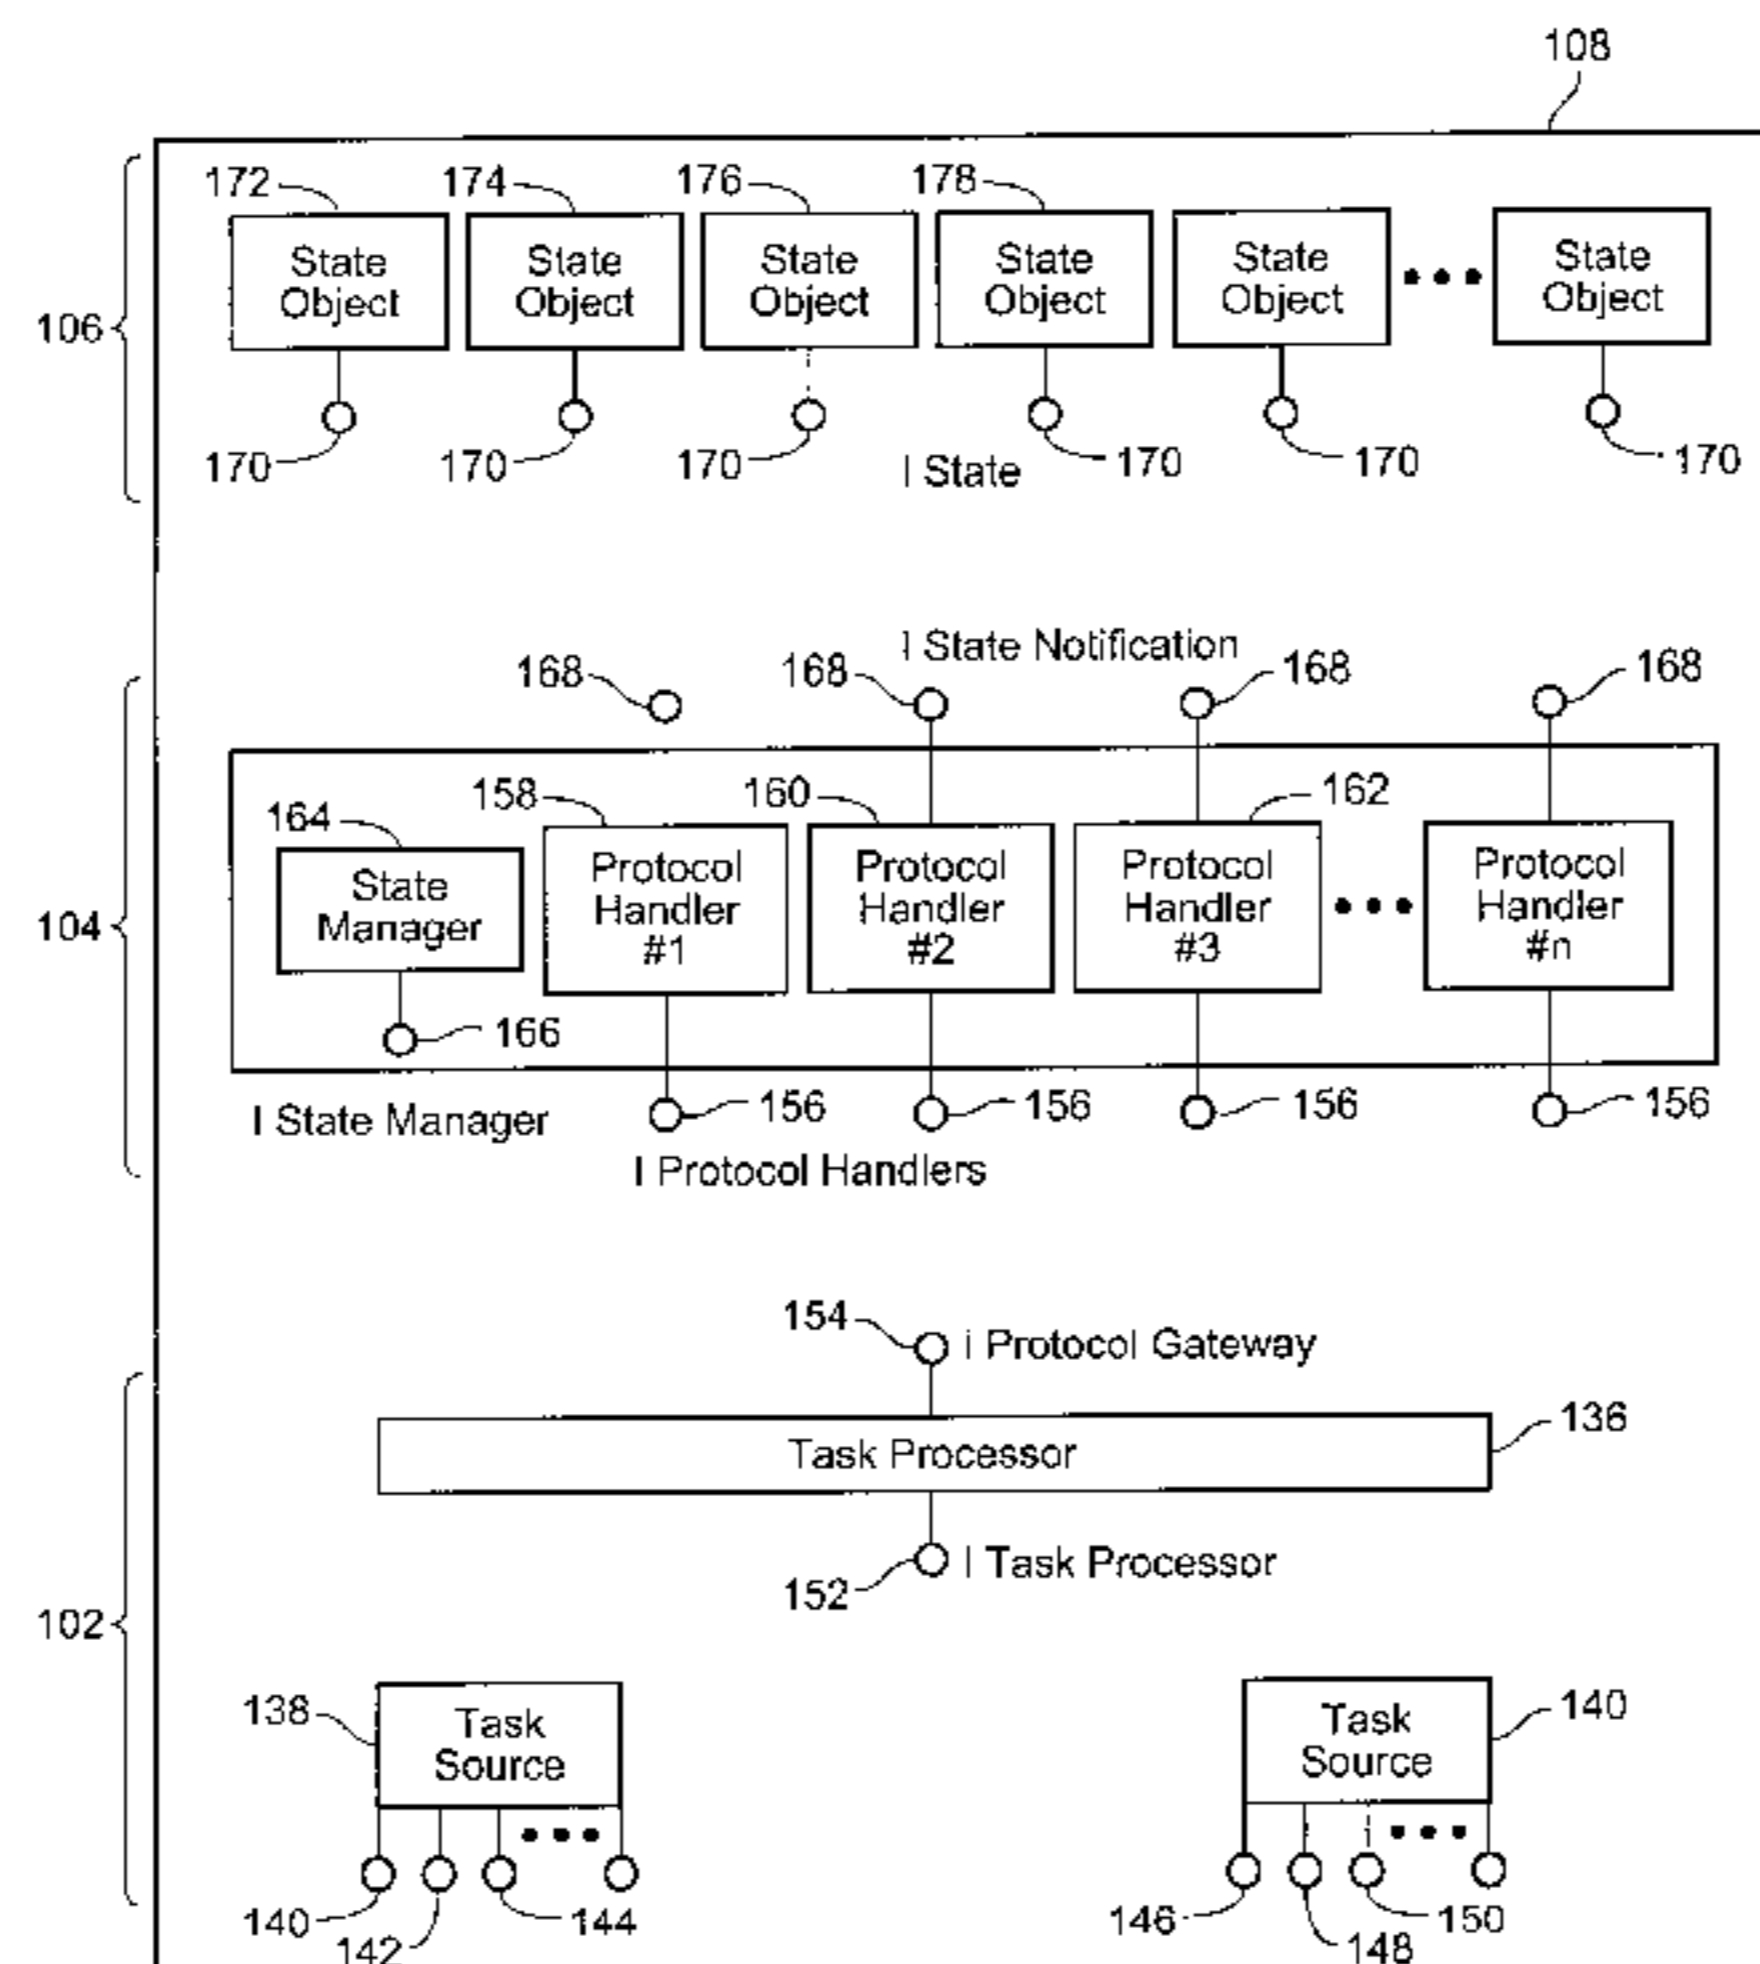 108
172
174
176
178
State
Object
State
Object
State
Object
State
Object
State
Object
State
Object
106
170
170
170
I State
170
170
170
I State Notification
168
168
168
168
158
160
162
164
State
Manager
Protocol
Handler
#1
Protocol
Handler
#2
Protocol
Handler
#3
Protocol
Handler
#n
104
166
156
156
156
156
I State Manager
I Protocol Handlers
154
i Protocol Gateway
136
Task Processor
I Task Processor
152
102
138
Task
Source
Task
Source
140
140
142
144
146
148
150